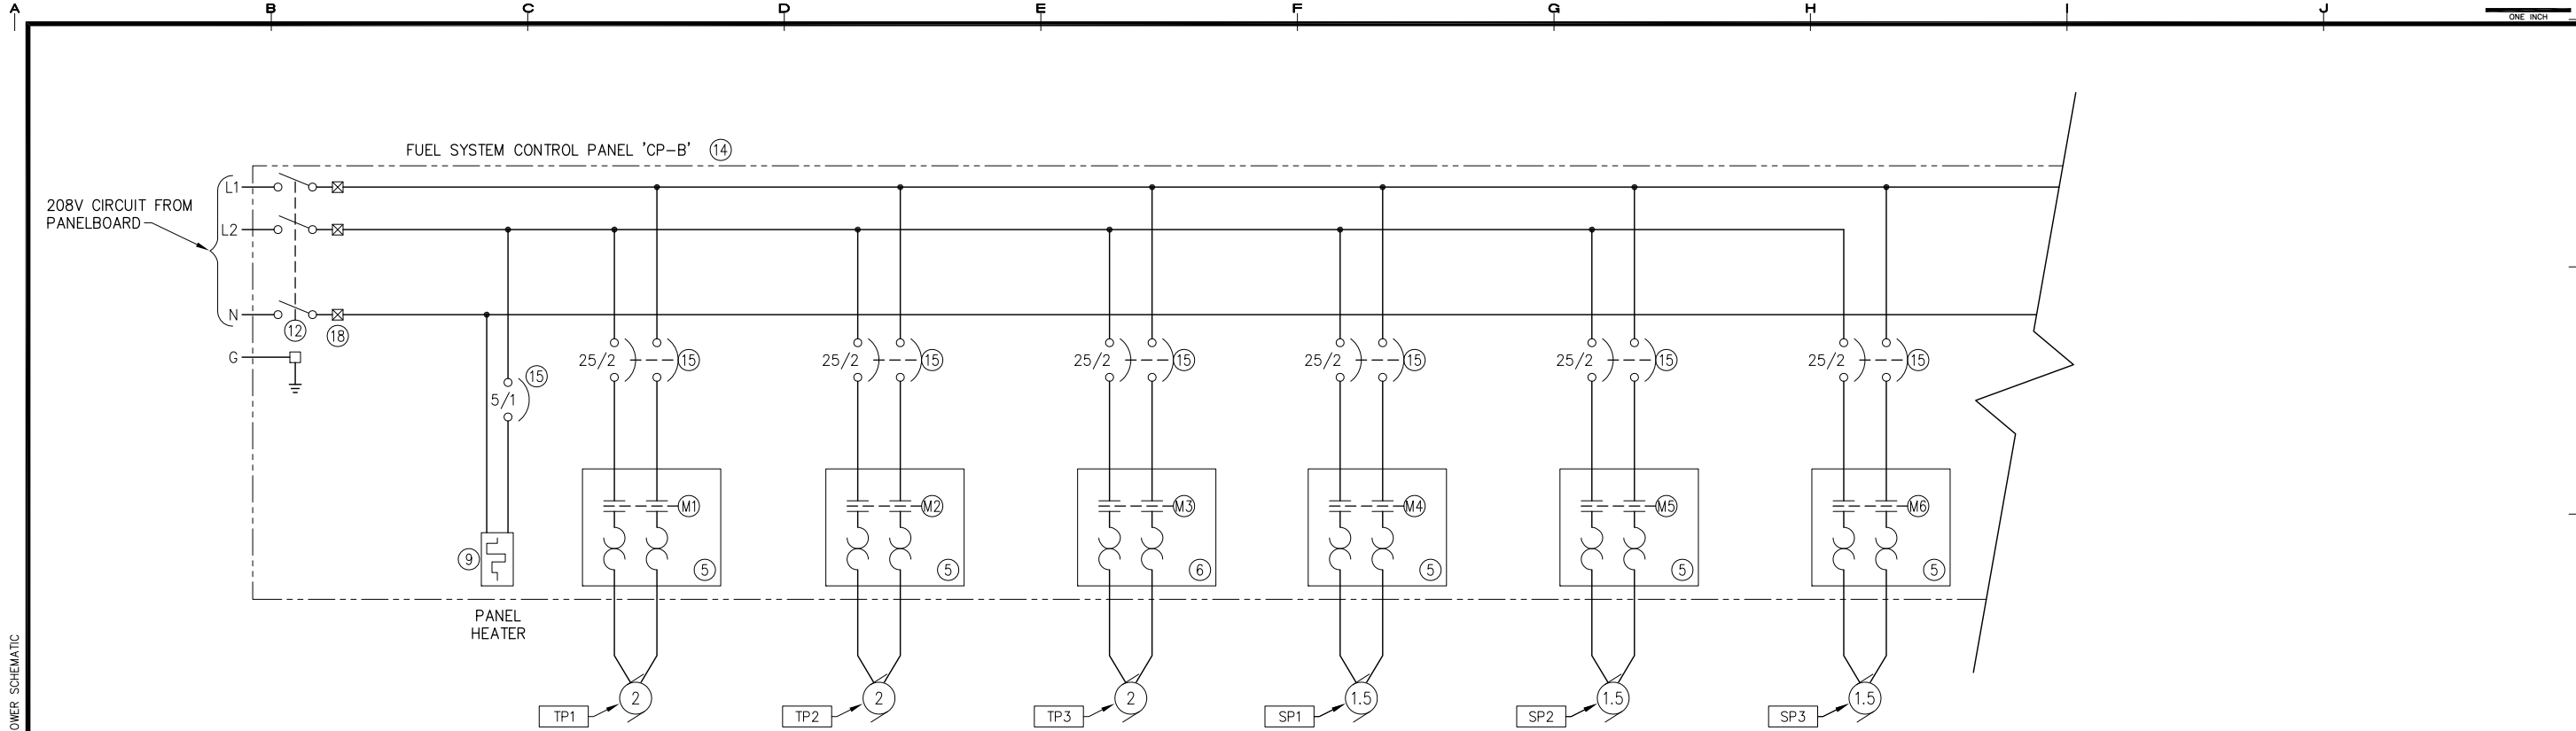 A B C D E F G H I J
ONE INCH
FUEL SYSTEM CONTROL PANEL 'CP-B' 14
208V CIRCUIT FROM
PANELBOARD
L1
L2
N
G
12
18
15
5/1
25/2 15 25/2 15 25/2 15 25/2 15 25/2 15 25/2 15
M1 M2 M3 M4 M5 M6
9
5 5 6 5 5 5
PANEL
HEATER
2 2 2 1.5 1.5 1.5
TP1 TP2 TP3 SP1 SP2 SP3
OWER SCHEMATIC